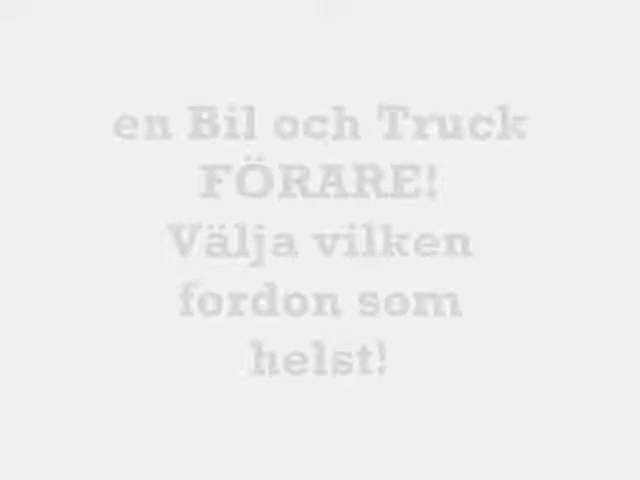 en Bil och Truck
FÖRARE!
Välja vilken
fordon som
helst!